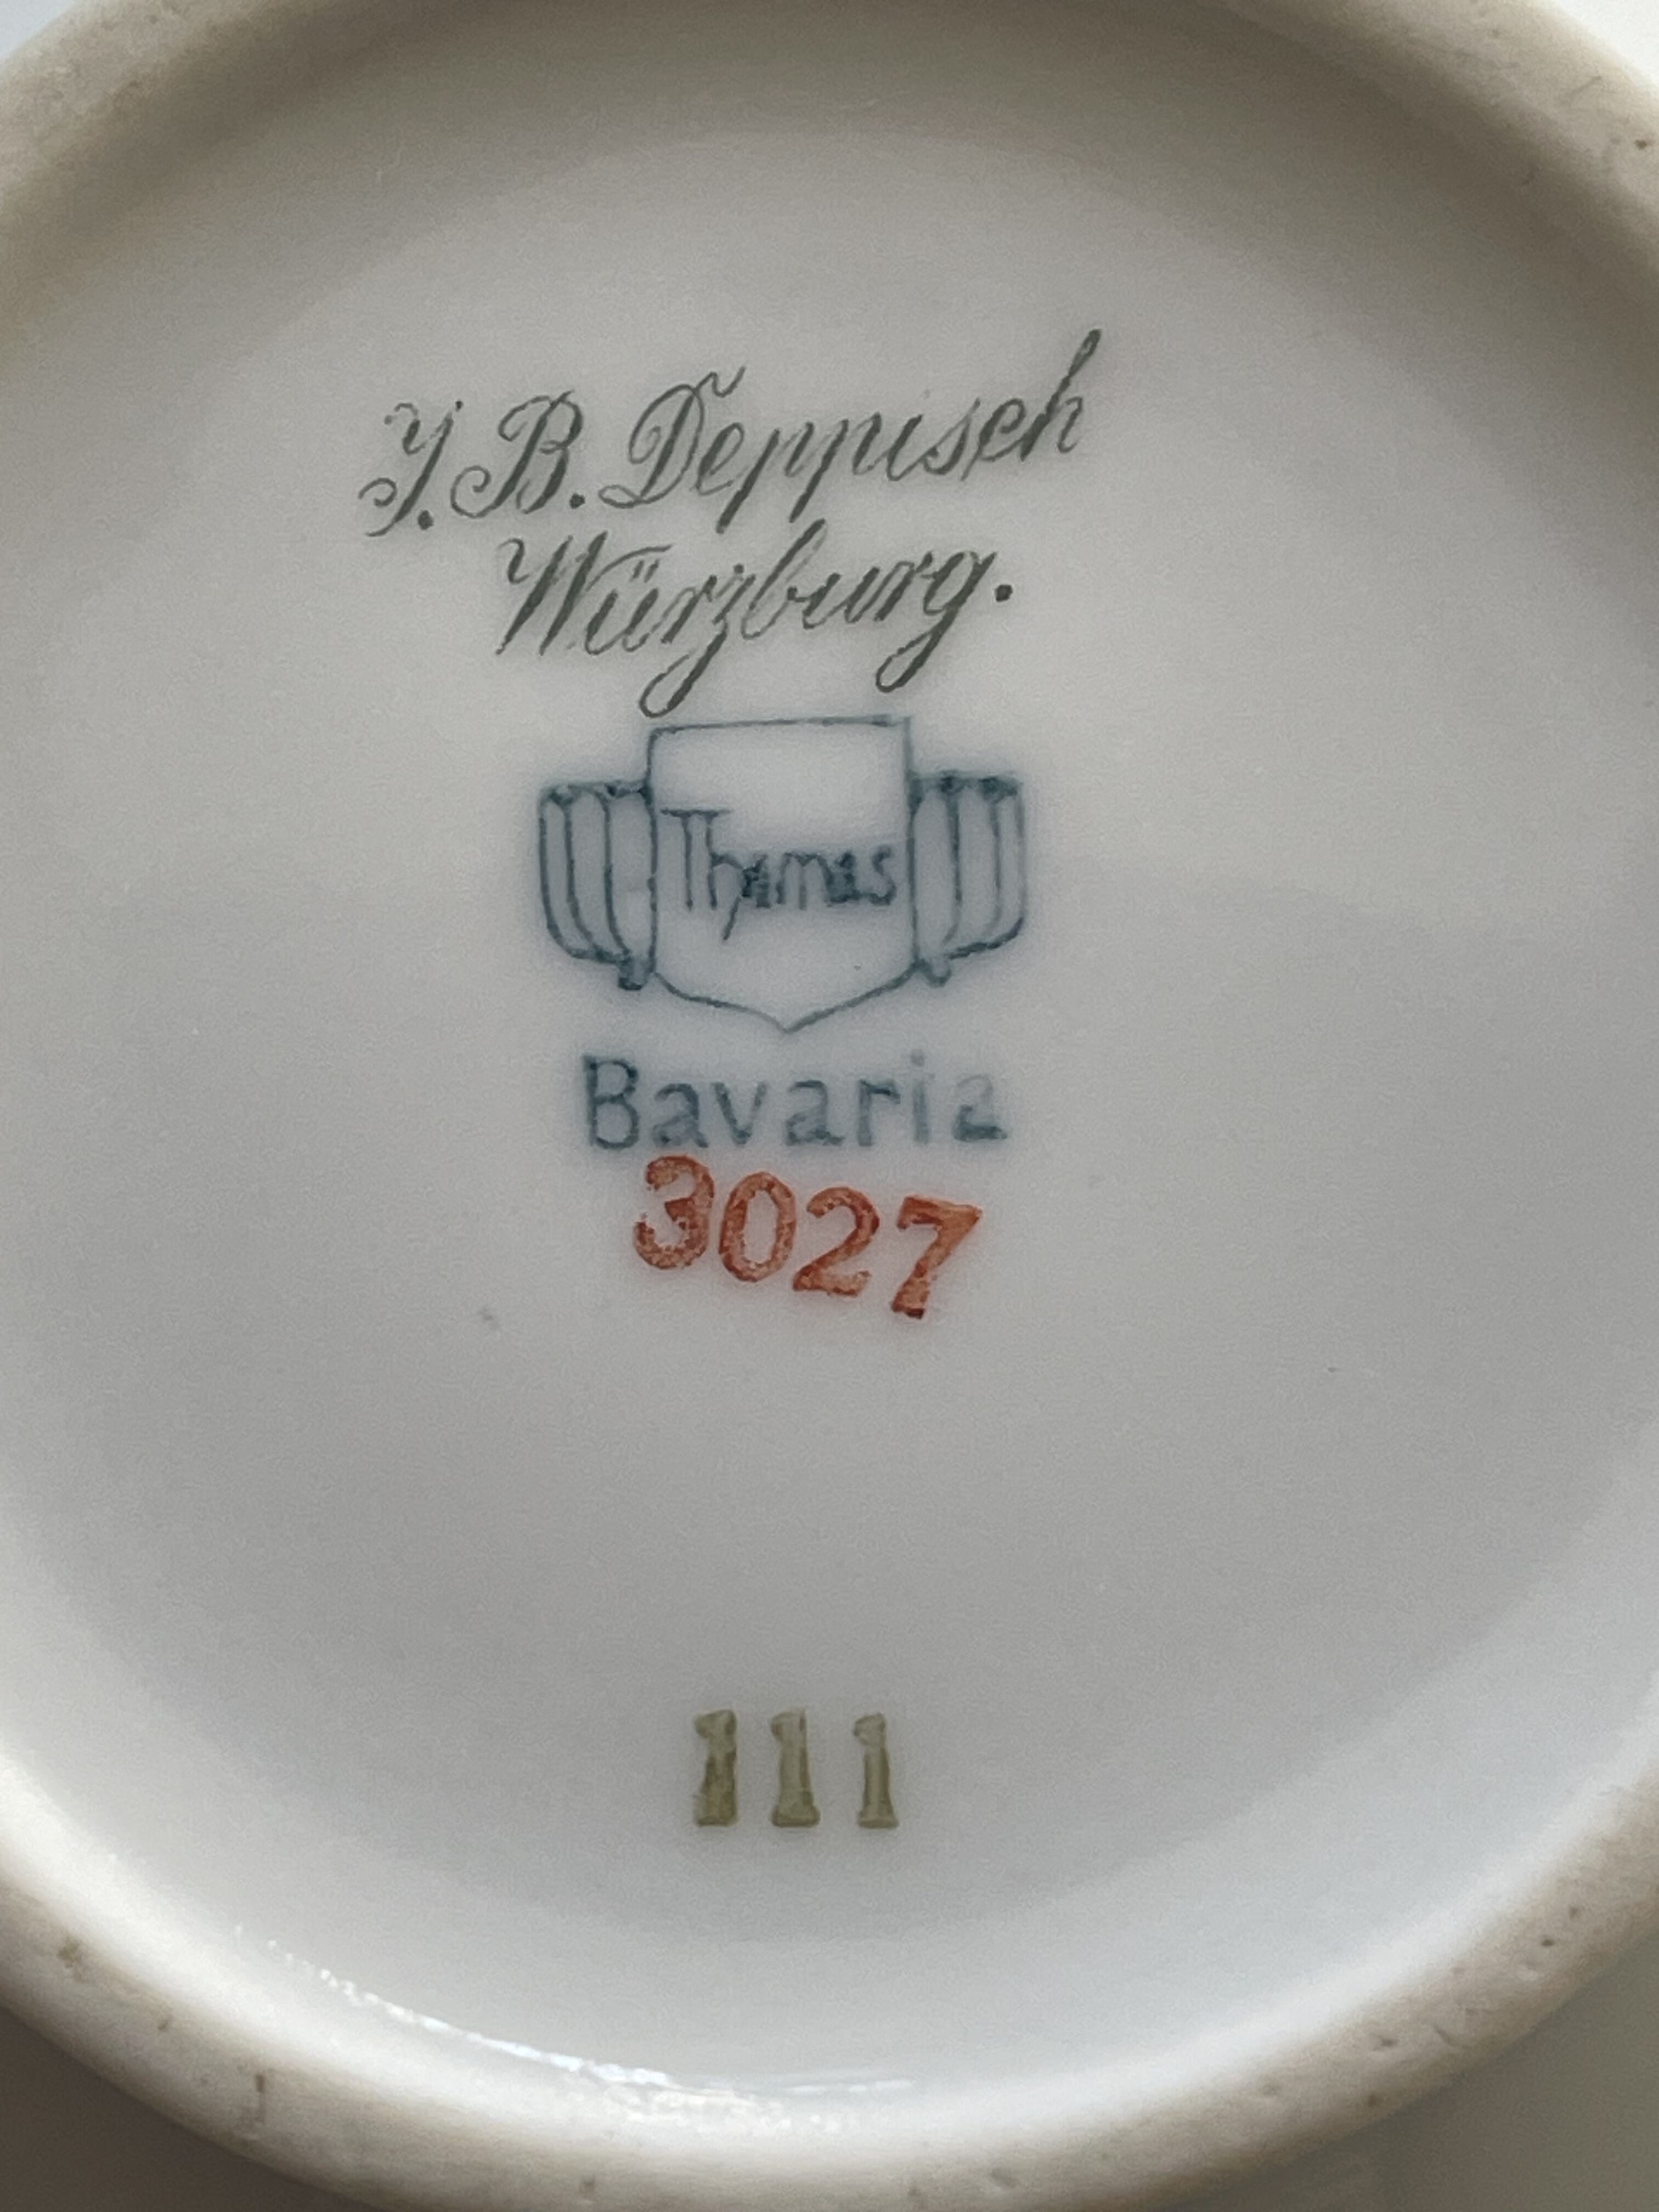 J. B. Deppisch
Würzburg.
Thomas
Bavaria
3027
111